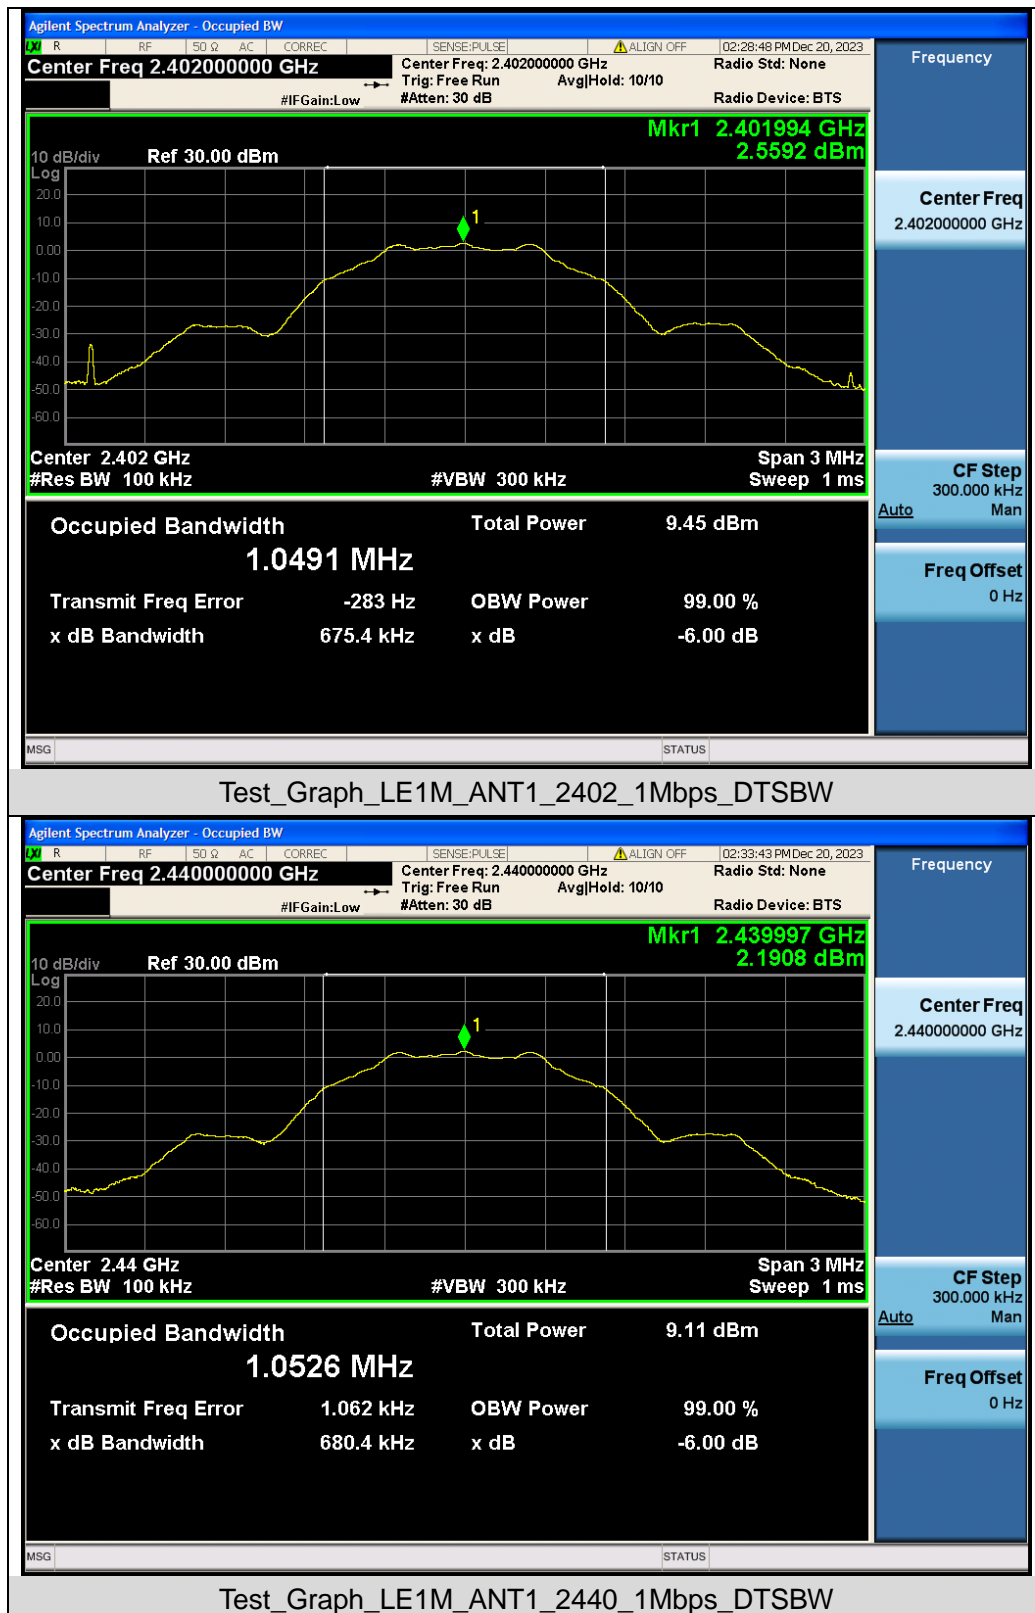 Agilent Spectrum Analyzer - Occupied BW
LXI R RF 50 Ω AC CORREC SENSE:PULSE ALIGN OFF 02:28:48 PM Dec 20, 2023
Center Freq 2.402000000 GHz
Center Freq: 2.402000000 GHz
Radio Std: None
Trig: Free Run Avg|Hold: 10/10
#IFGain:Low
#Atten: 30 dB
Radio Device: BTS
Frequency
Mkr1 2.401994 GHz
2.5592 dBm
10 dB/div Ref 30.00 dBm
Log
20.0
10.0
0.00
-10.0
-20.0
-30.0
-40.0
-50.0
-60.0
1
Center 2.402 GHz
Span 3 MHz
#Res BW 100 kHz
#VBW 300 kHz
Sweep 1 ms
Center Freq
2.402000000 GHz
CF Step
300.000 kHz
Auto Man
Freq Offset
0 Hz
Occupied Bandwidth
1.0491 MHz
Total Power 9.45 dBm
Transmit Freq Error -283 Hz
OBW Power 99.00 %
x dB Bandwidth 675.4 kHz
x dB -6.00 dB
MSG
STATUS
Test_Graph_LE1M_ANT1_2402_1Mbps_DTSBW
Agilent Spectrum Analyzer - Occupied BW
LXI R RF 50 Ω AC CORREC SENSE:PULSE ALIGN OFF 02:33:43 PM Dec 20, 2023
Center Freq 2.440000000 GHz
Center Freq: 2.440000000 GHz
Radio Std: None
Trig: Free Run Avg|Hold: 10/10
#IFGain:Low
#Atten: 30 dB
Radio Device: BTS
Frequency
Mkr1 2.439997 GHz
2.1908 dBm
10 dB/div Ref 30.00 dBm
Log
20.0
10.0
0.00
-10.0
-20.0
-30.0
-40.0
-50.0
-60.0
1
Center 2.44 GHz
Span 3 MHz
#Res BW 100 kHz
#VBW 300 kHz
Sweep 1 ms
Center Freq
2.440000000 GHz
CF Step
300.000 kHz
Auto Man
Freq Offset
0 Hz
Occupied Bandwidth
1.0526 MHz
Total Power 9.11 dBm
Transmit Freq Error 1.062 kHz
OBW Power 99.00 %
x dB Bandwidth 680.4 kHz
x dB -6.00 dB
MSG
STATUS
Test_Graph_LE1M_ANT1_2440_1Mbps_DTSBW